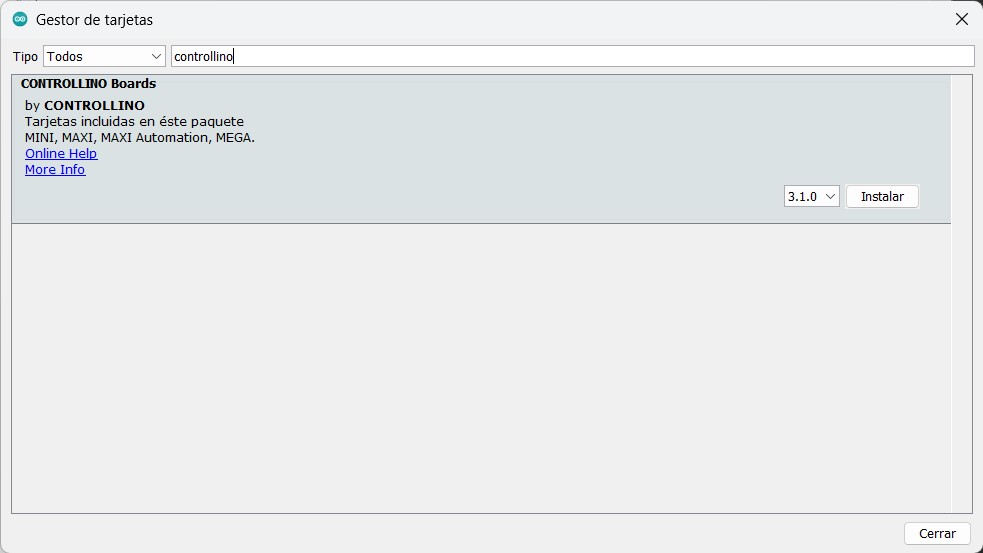 Gestor de tarjetas
Tipo Todos controllino
CONTROLLINO Boards
by CONTROLLINO
Tarjetas incluidas en éste paquete
MINI, MAXI, MAXI Automation, MEGA.
Online Help
More Info
3.1.0 Instalar
Cerrar